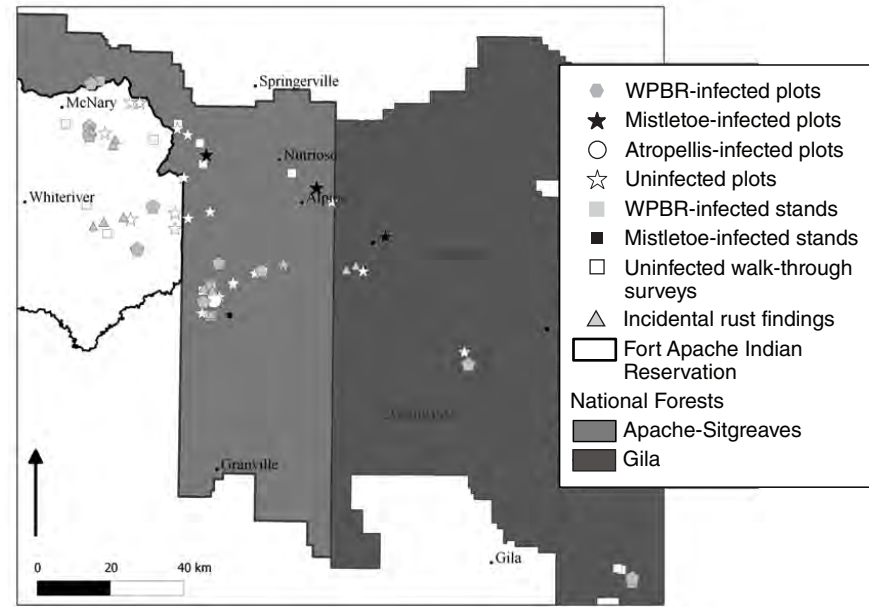 Springerville
McNary
Nutrioso
Whiteriver
Alpine
Granville
Gila
0 20 40 km
WPBR-infected plots
Mistletoe-infected plots
Atropellis-infected plots
Uninfected plots
WPBR-infected stands
Mistletoe-infected stands
Uninfected walk-through
surveys
Incidental rust findings
Fort Apache Indian
Reservation
National Forests
Apache-Sitgreaves
Gila